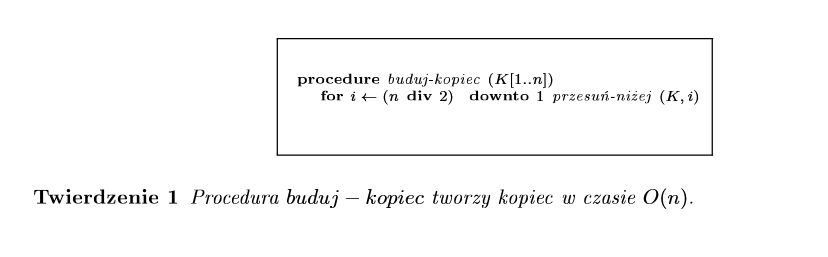 procedure buduj-kopiec (K[1..n])
for i ← (n div 2) downto 1 przesuń-niżej (K, i)
Twierdzenie 1 Procedura buduj − kopiec tworzy kopiec w czasie O(n).